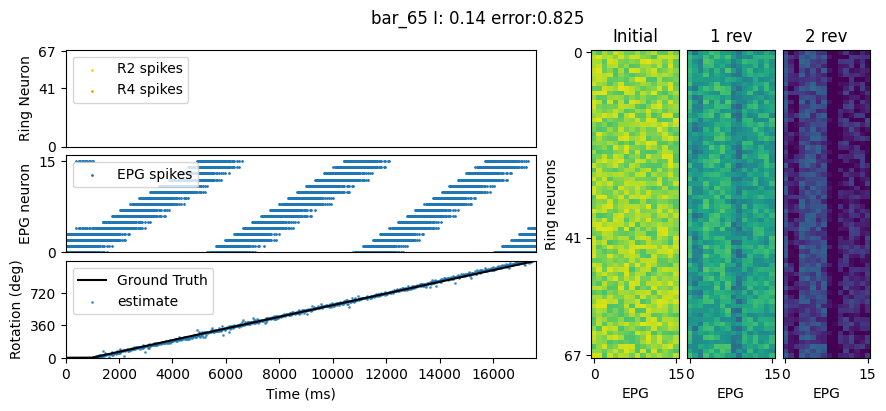 bar_65 I: 0.14 error:0.825
Ring Neuron
67
41
0
R2 spikes
R4 spikes
EPG neuron
15
0
EPG spikes
Rotation (deg)
720
360
0
Ground Truth
estimate
0 2000 4000 6000 8000 10000 12000 14000 16000
Time (ms)
Initial 1 rev 2 rev
Ring neurons
0
41
67
0 15 0 15 0 15
EPG EPG EPG